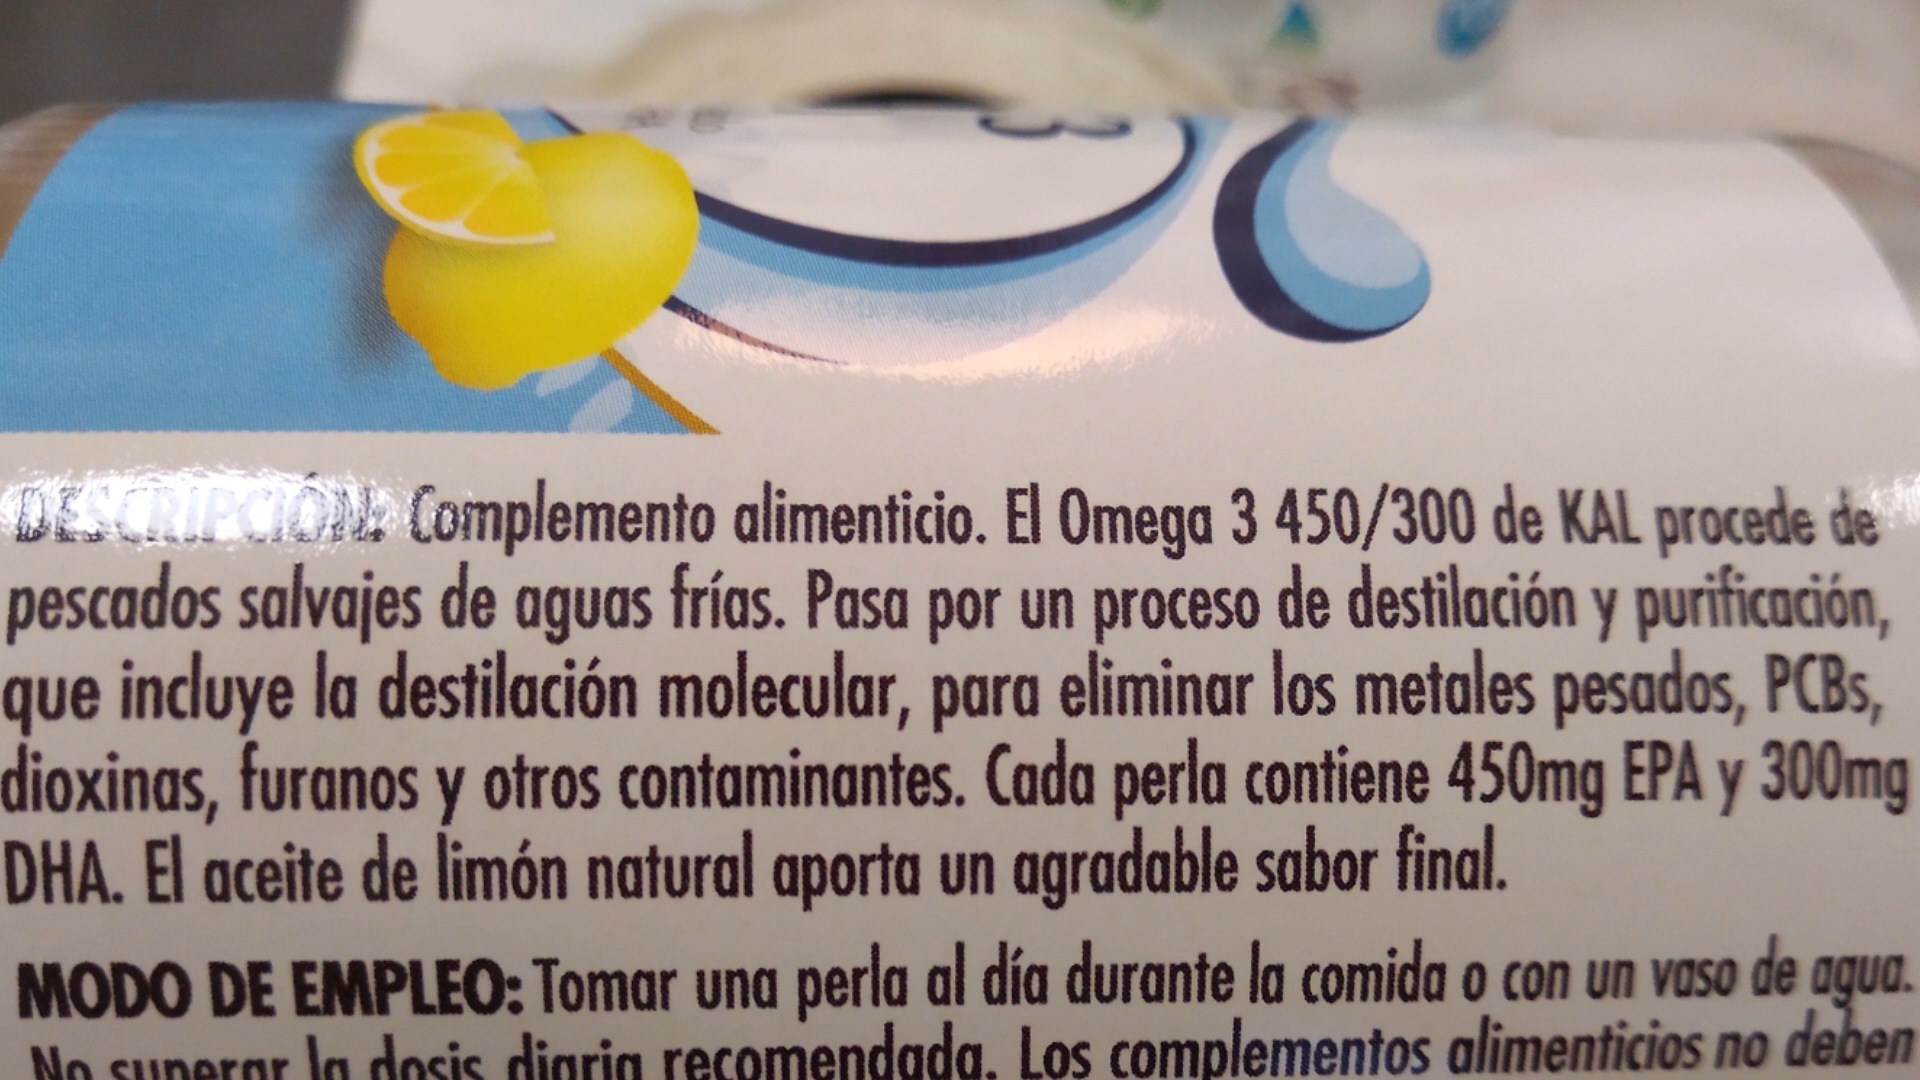 3
DESCRIPCIÓN: Complemento alimenticio. El Omega 3 450/300 de KAL procede de
pescados salvajes de aguas frías. Pasa por un proceso de destilación y purificación,
que incluye la destilación molecular, para eliminar los metales pesados, PCBs,
dioxinas, furanos y otros contaminantes. Cada perla contiene 450mg EPA y 300mg
DHA. El aceite de limón natural aporta un agradable sabor final.
MODO DE EMPLEO: Tomar una perla al día durante la comida o con un vaso de agua.
No superar la dosis diaria recomendada. Los complementos alimenticios no deben